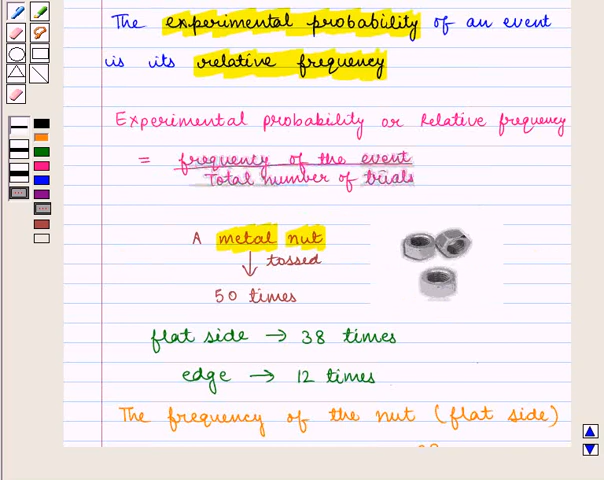 The experimental probability of an event
is its relative frequency
Experimental probability or Relative frequency
= frequency of the event
Total number of trials
A metal nut
tossed
50 times
flat side → 38 times
edge → 12 times
The frequency of the nut (flat side)